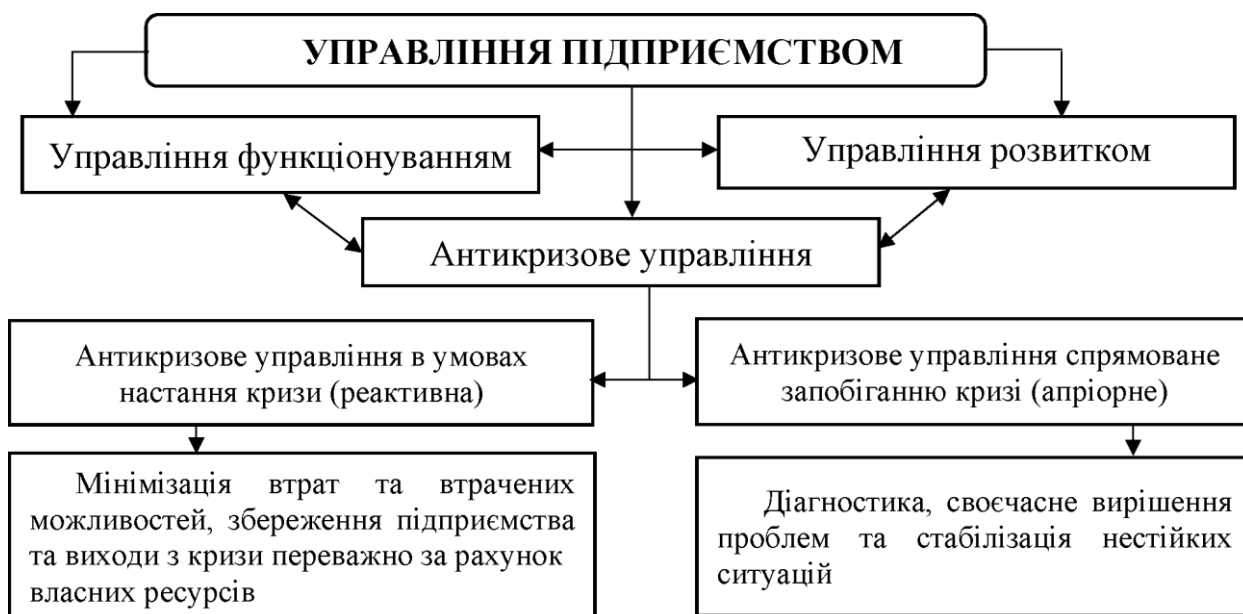 УПРАВЛІННЯ ПІДПРИЄМСТВОМ
Управління функціонуванням
Управління розвитком
Антикризове управління
Антикризове управління в умовах
настання кризи (реактивна)
Антикризове управління спрямоване
запобіганню кризі (апріорне)
Мінімізація втрат та втрачених
можливостей, збереження підприємства
та виходи з кризи переважно за рахунок
власних ресурсів
Діагностика, своєчасне вирішення
проблем та стабілізація нестійких
ситуацій